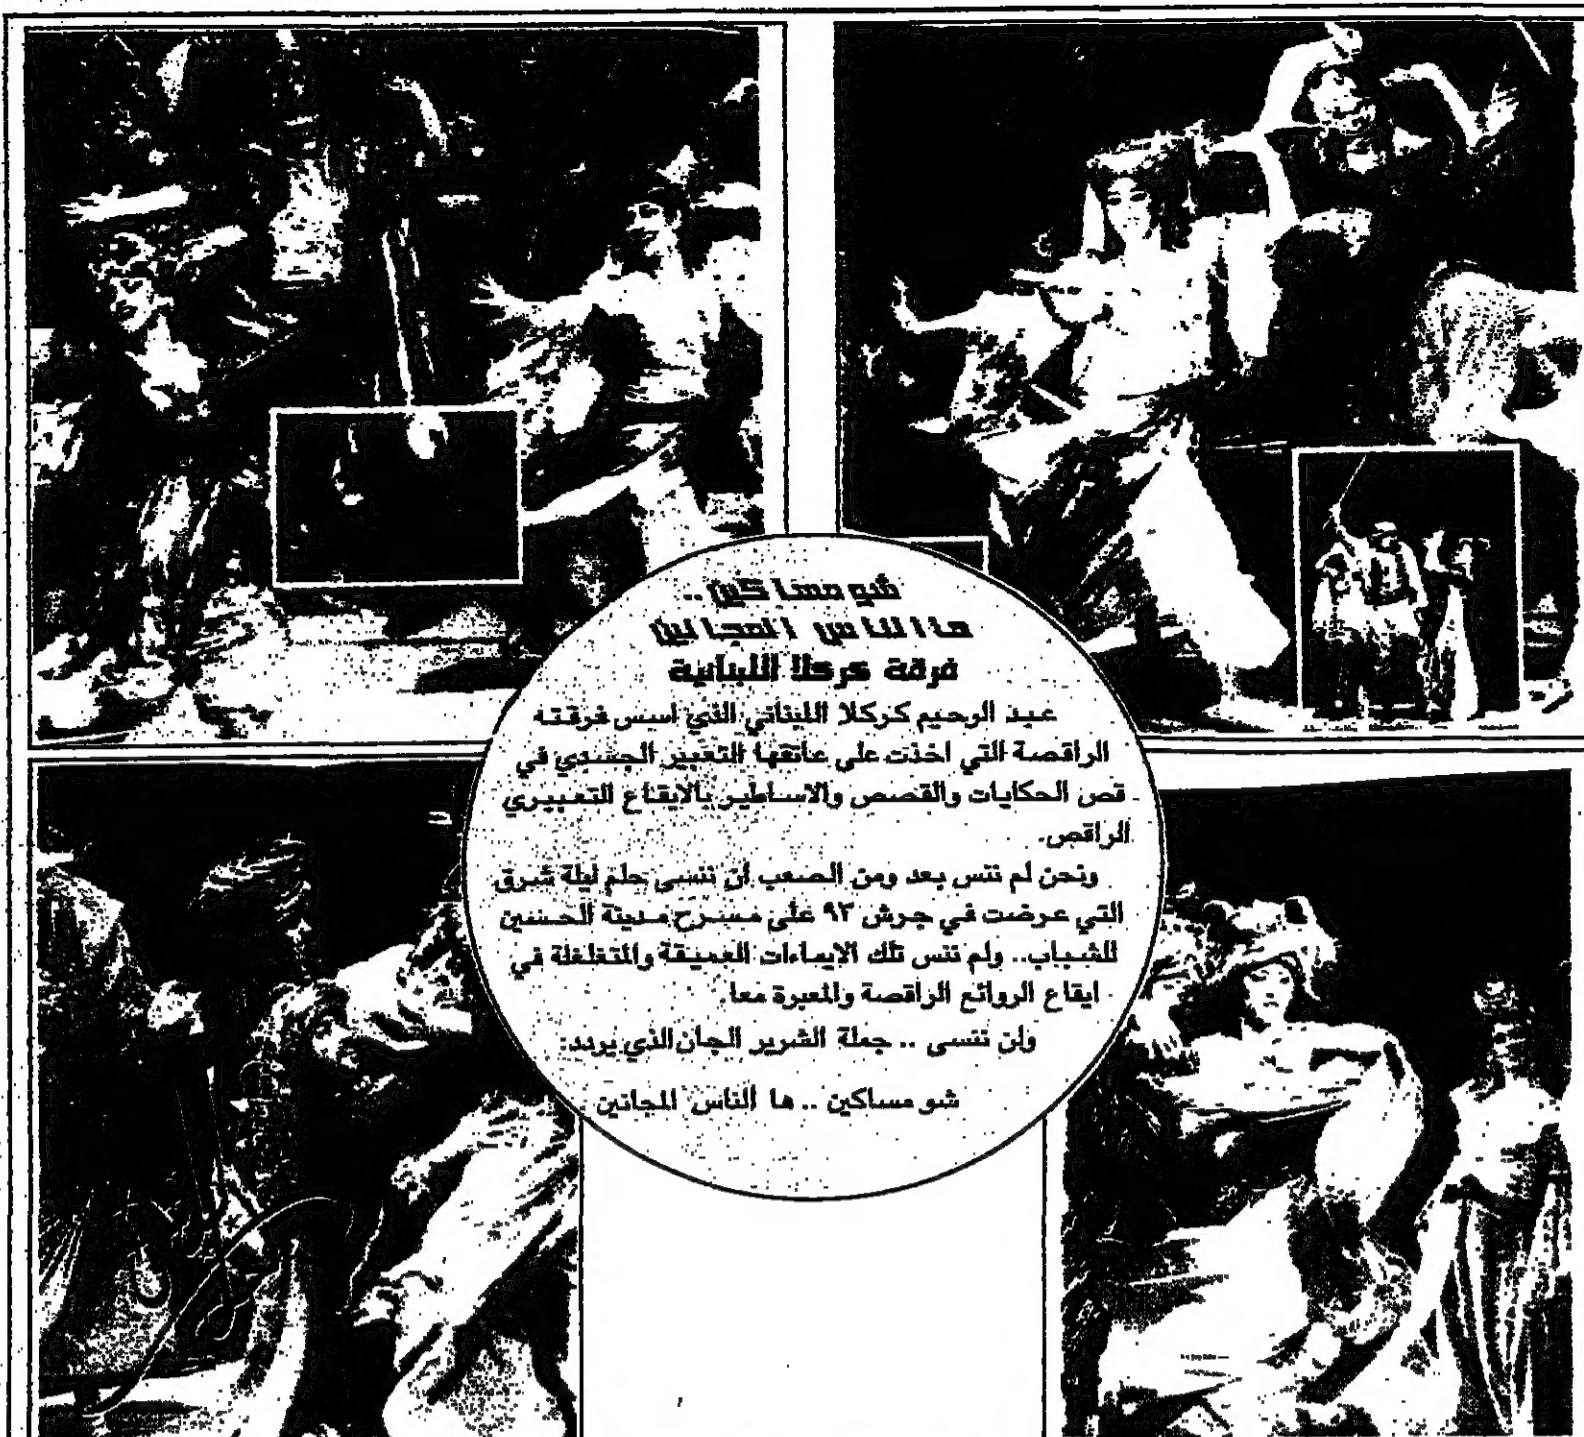 شو مساكين..
ها الناس المجانين
فرقة كركلا اللبنانية
عبد الرحيم كركلا اللبناني الذي اسس فرقته
الراقصة التي اخذت على عاتقها التعبير الجسدي في
قص الحكايات والقصص والاساطير بالايقاع التعبيري
الراقص.
ونحن لم ننس بعد ومن الصعب أن ننسى حلم ليلة شرق
التي عرضت في جرش ٩٣ على مسرح مدينة الحسين
للشباب.. ولم ننس تلك الايماءات العميقة والمتغلغلة في
ايقاع الروائع الراقصة والمعبرة معا.
ولن ننسى .. جملة الشرير الجان الذي يردد:
شو مساكين .. ها الناس المجانين